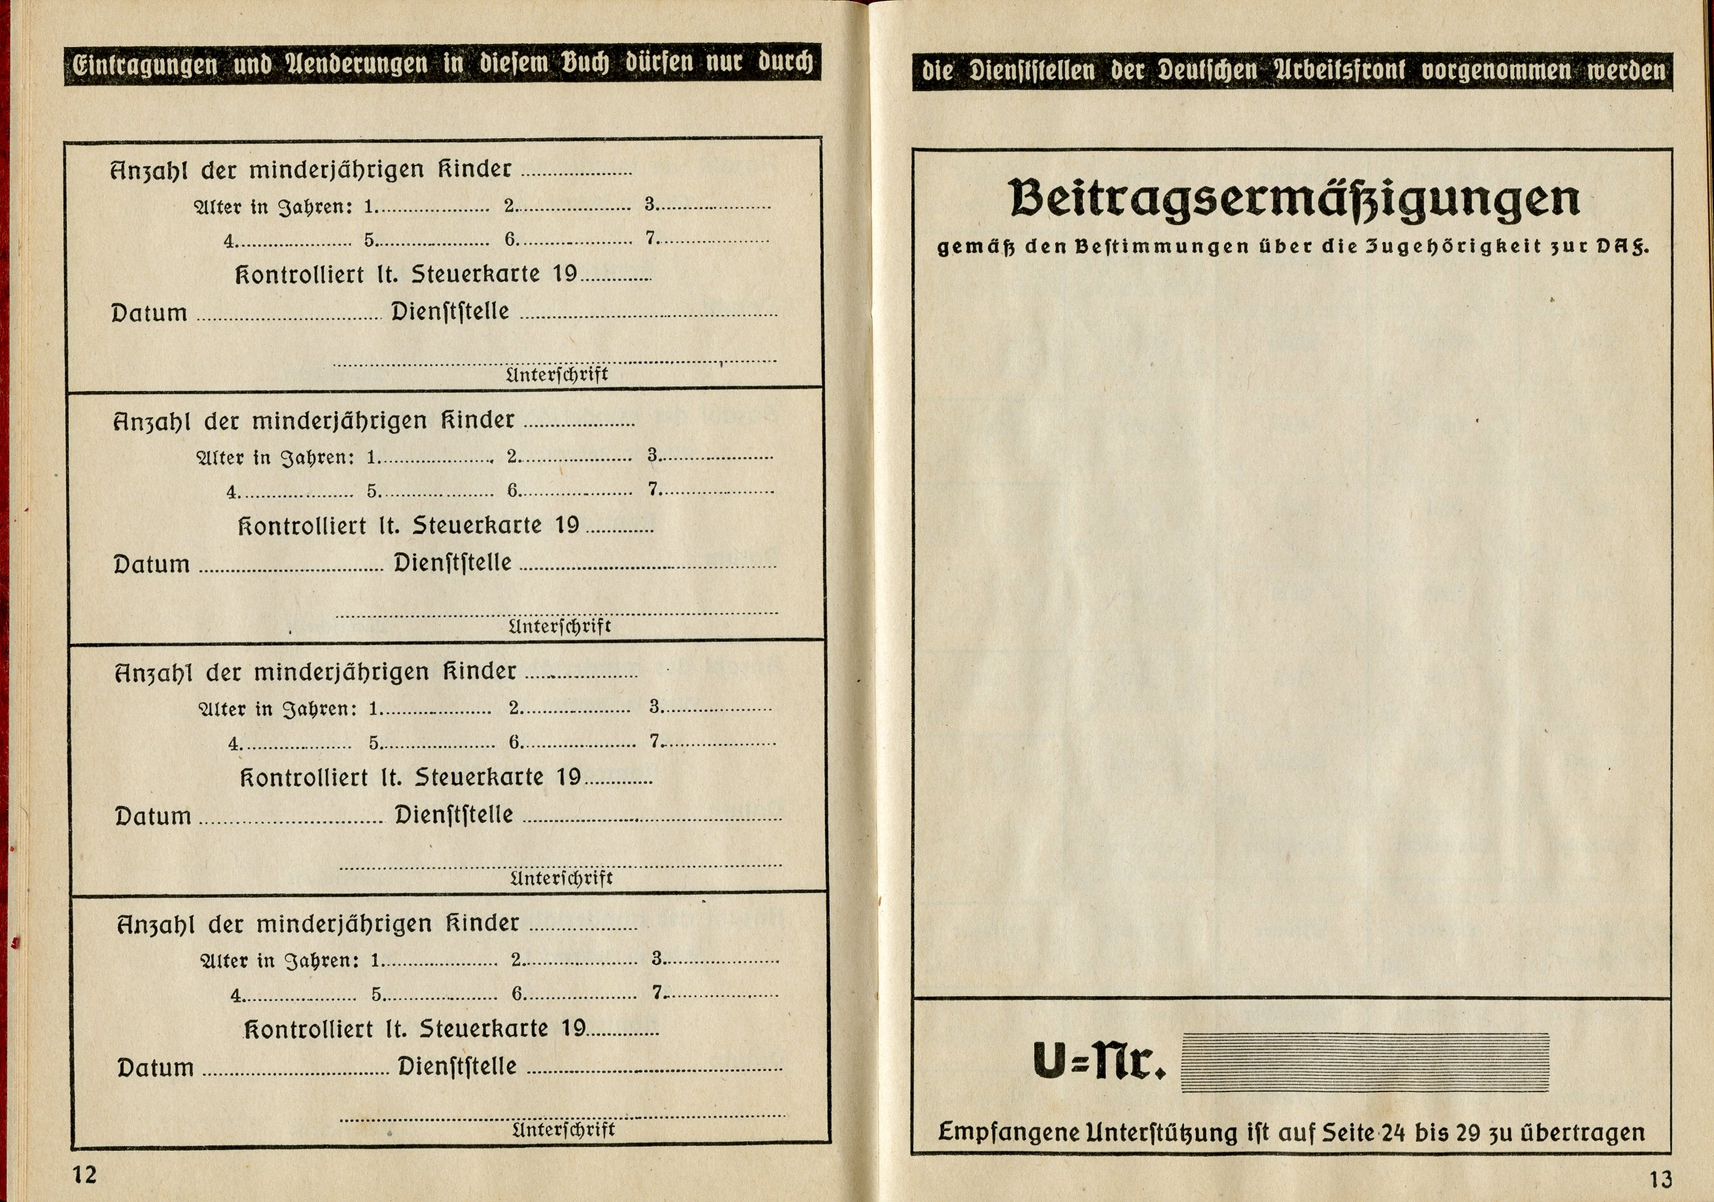 Eintragungen und Aenderungen in diesem Buch dürfen nur durch
Anzahl der minderjährigen Kinder ....................
Alter in Jahren: 1.................... 2.................... 3....................
4.................... 5.................... 6.................... 7....................
Kontrolliert lt. Steuerkarte 19............
Datum .............................. Dienststelle ........................................
Unterschrift
Anzahl der minderjährigen Kinder ....................
Alter in Jahren: 1.................... 2.................... 3....................
4.................... 5.................... 6.................... 7....................
Kontrolliert lt. Steuerkarte 19............
Datum .............................. Dienststelle ........................................
Unterschrift
Anzahl der minderjährigen Kinder ....................
Alter in Jahren: 1.................... 2.................... 3....................
4.................... 5.................... 6.................... 7....................
Kontrolliert lt. Steuerkarte 19............
Datum .............................. Dienststelle ........................................
Unterschrift
Anzahl der minderjährigen Kinder ....................
Alter in Jahren: 1.................... 2.................... 3....................
4.................... 5.................... 6.................... 7....................
Kontrolliert lt. Steuerkarte 19............
Datum .............................. Dienststelle ........................................
Unterschrift
12
die Dienststellen der Deutschen Arbeitsfront vorgenommen werden
Beitragsermäßigungen
gemäß den Bestimmungen über die Zugehörigkeit zur DAF.
U=Nr.
Empfangene Unterstützung ist auf Seite 24 bis 29 zu übertragen
13